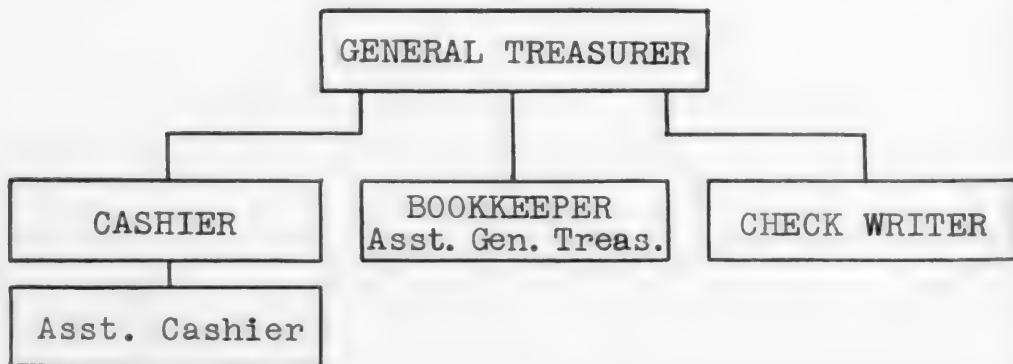 GENERAL TREASURER
CASHIER
BOOKKEEPER
Asst. Gen. Treas.
CHECK WRITER
Asst. Cashier